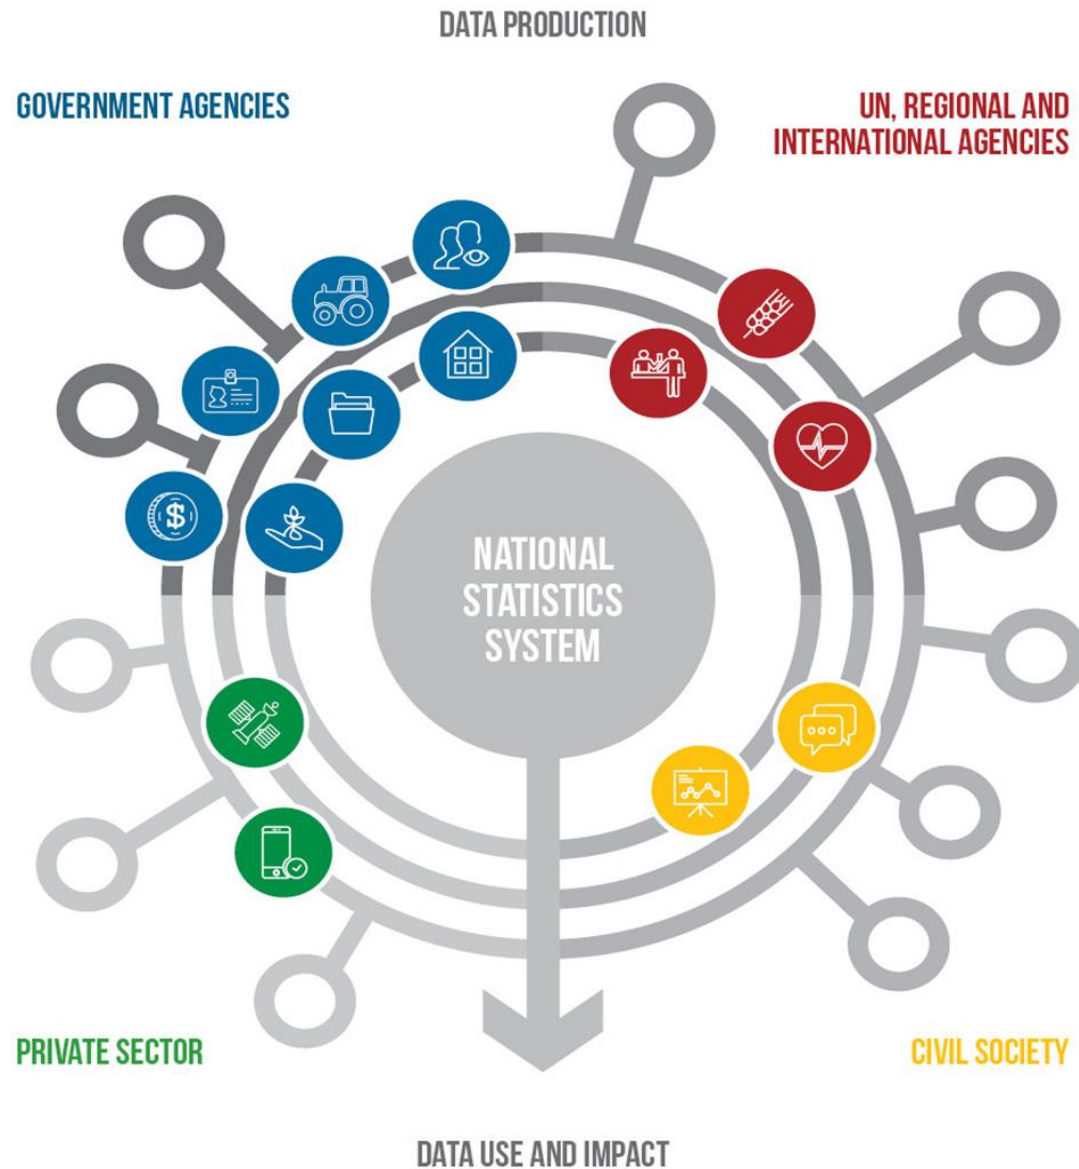 DATA PRODUCTION
GOVERNMENT AGENCIES
UN, REGIONAL AND
INTERNATIONAL AGENCIES
$
NATIONAL
STATISTICS
SYSTEM
PRIVATE SECTOR
CIVIL SOCIETY
DATA USE AND IMPACT